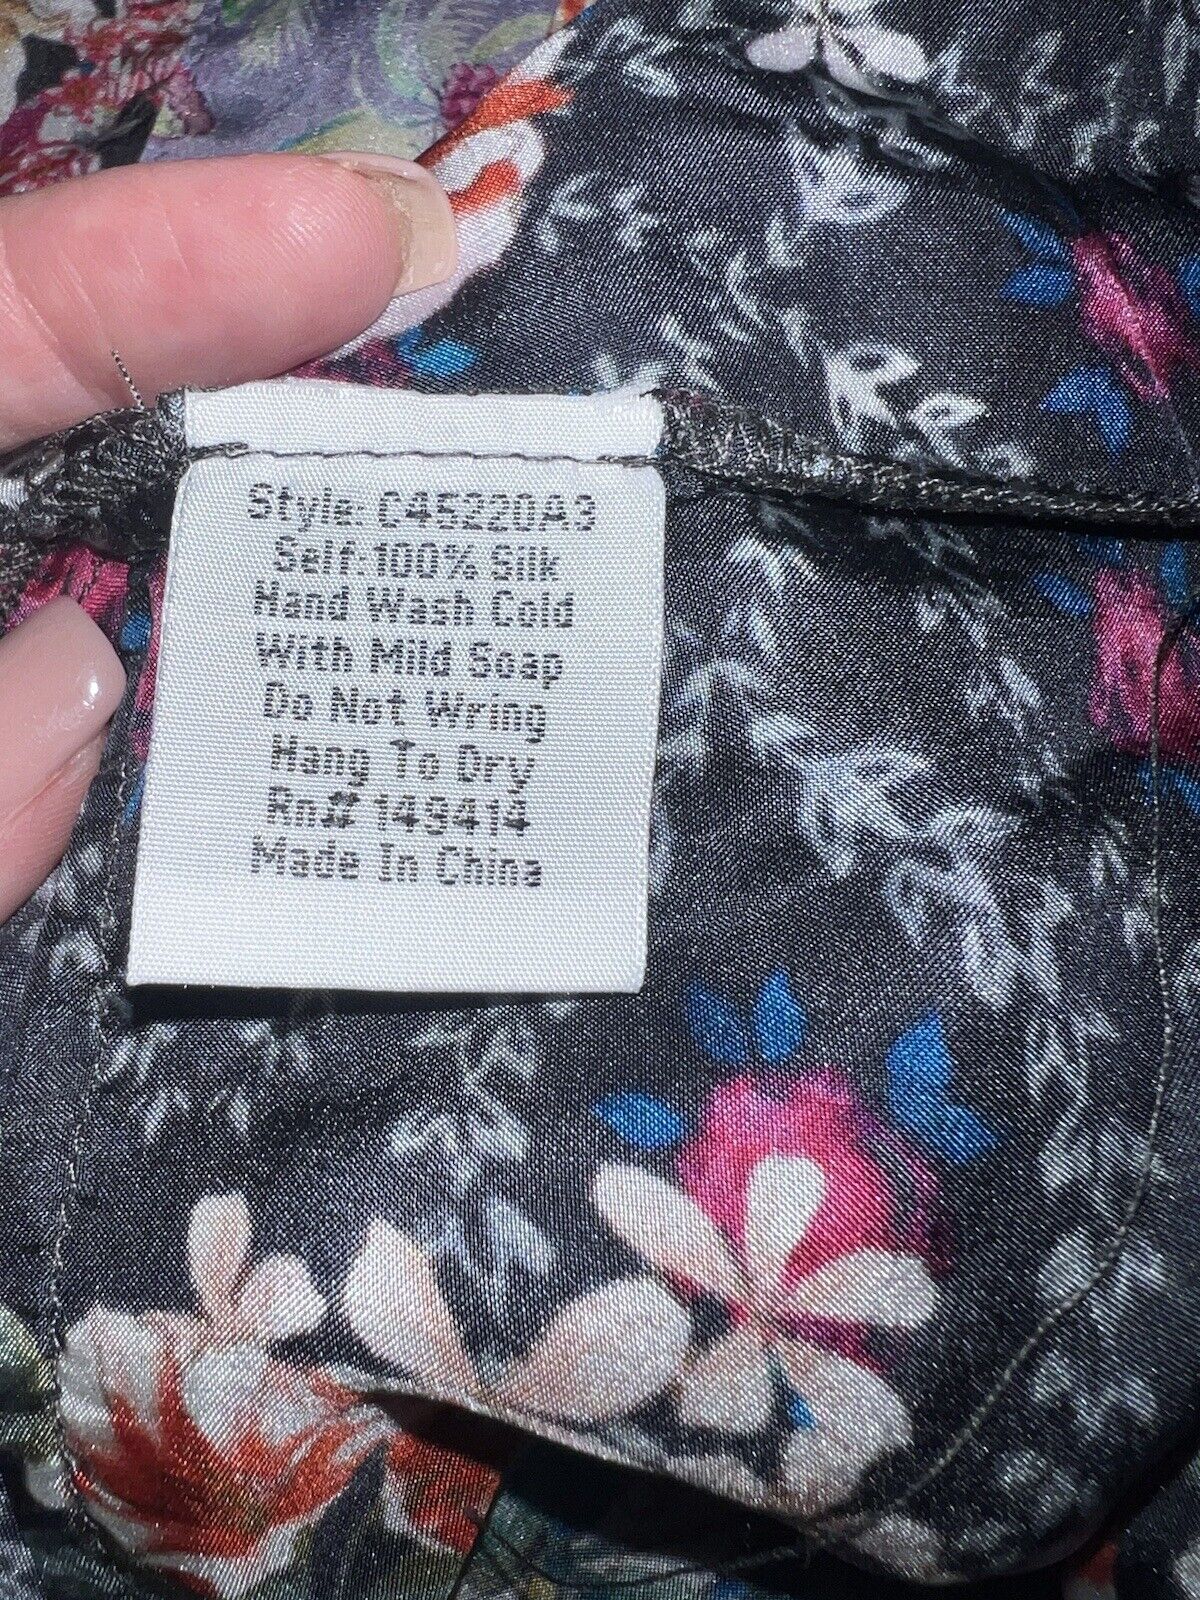 Style: C45220A3
Self:100% Silk
Hand Wash Cold
With Mild Soap
Do Not Wring
Hang To Dry
Rn# 149414
Made In China